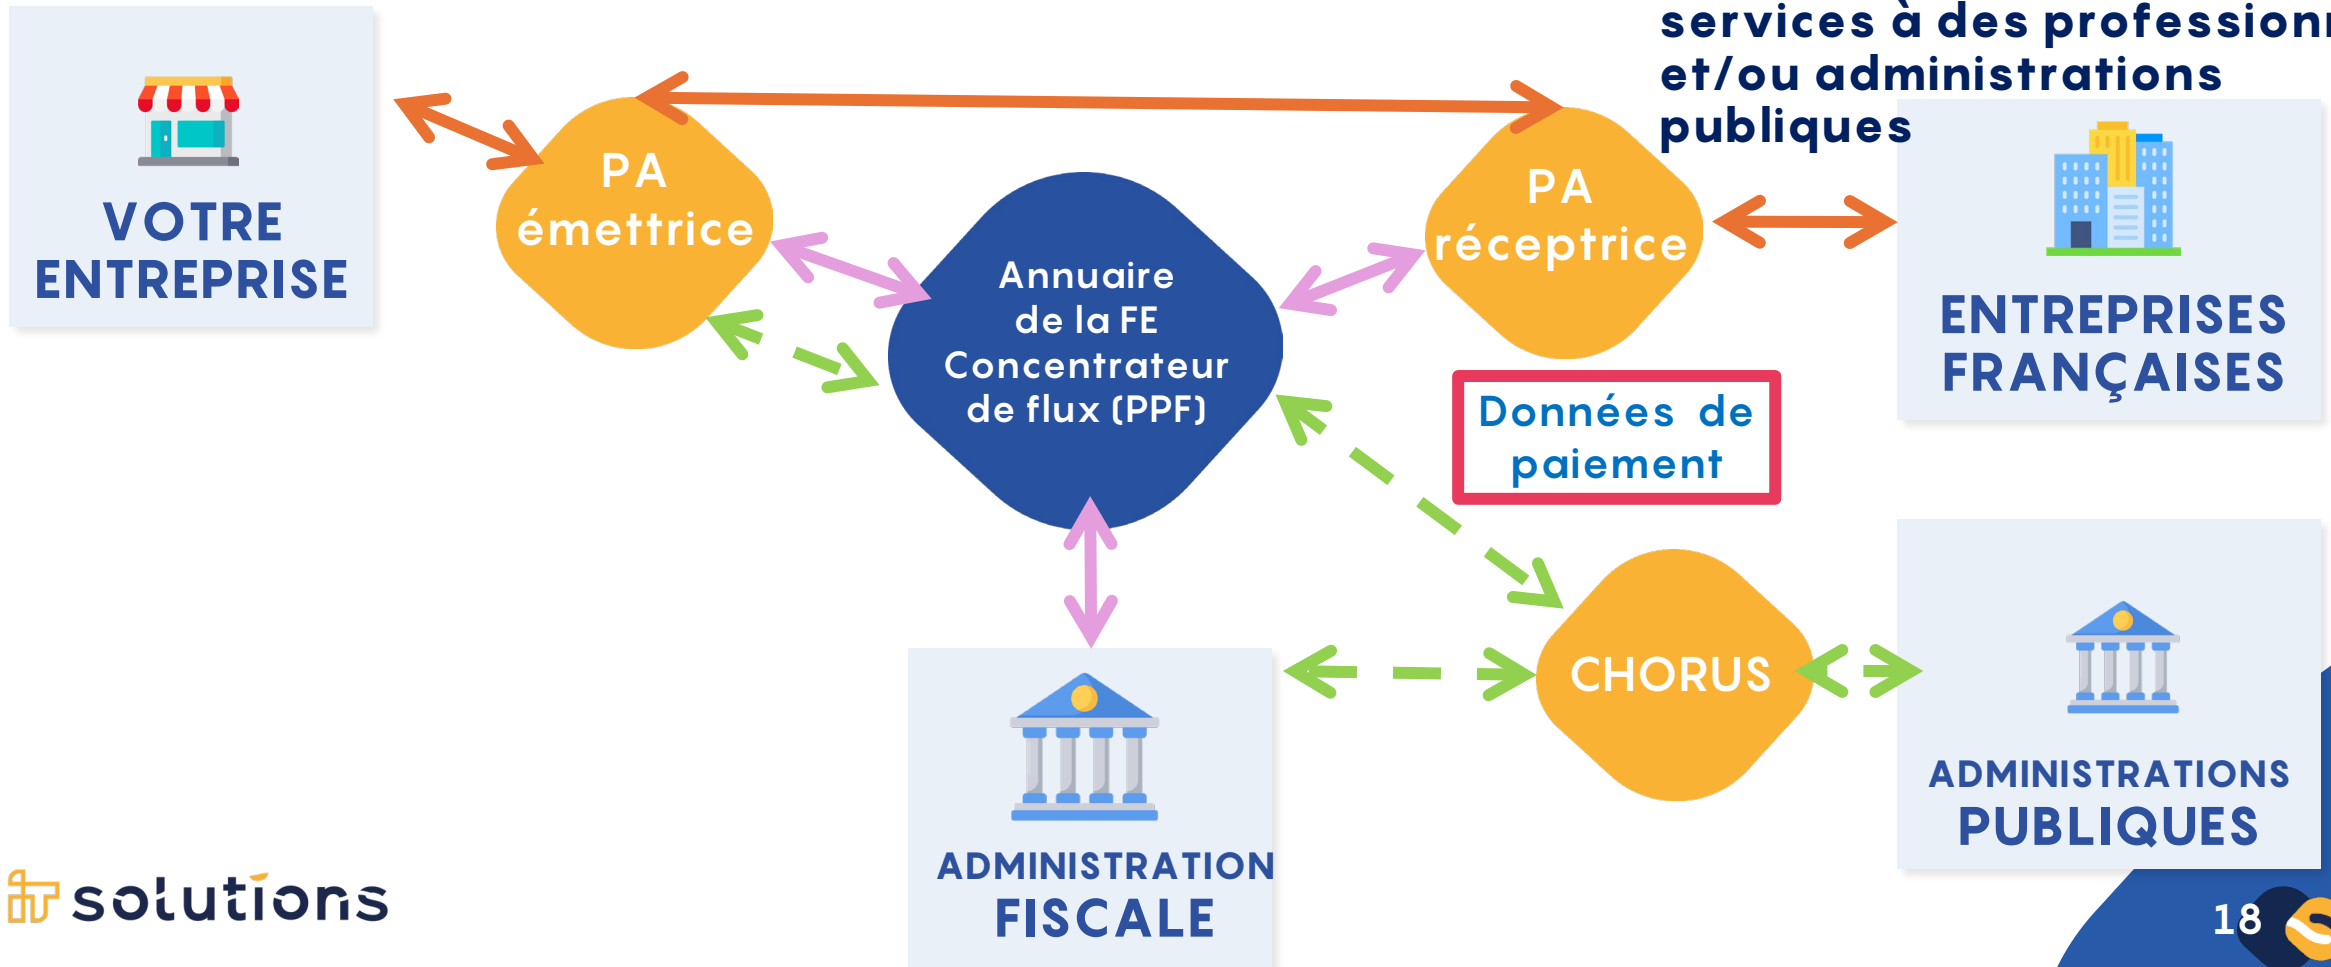 services à des
et/ou administrations
publiques
VOTRE
ENTREPRISE
PA
émettrice
Annuaire
de la FE
Concentrateur
de flux (PPF)
PA
réceptrice
ENTREPRISES
FRANÇAISES
Données de
paiement
CHORUS
ADMINISTRATIONS
PUBLIQUES
ADMINISTRATION
FISCALE
solutions
18